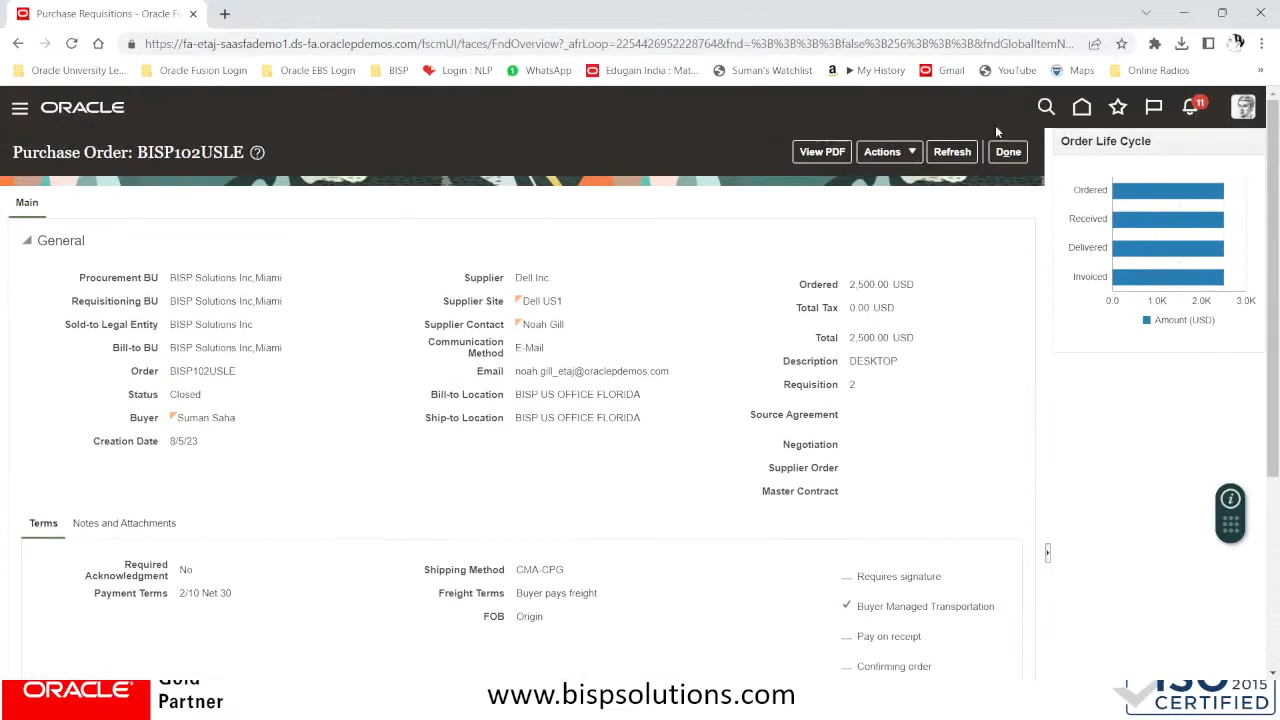 Purchase Requisitions - Oracle Fu
https://fa-etaj-saasfademo1.ds-fa.oraclepdemos.com/fscmUI/faces/FndOverview?_afrLoop=22544269522287​64&fnd=%3B%3B%3B%3Bfalse%3B256%3B%3B%3B&fndGlobalItemN...
Oracle University Le...
Oracle Fusion Login
Oracle EBS Login
BISP
Login : NLP
WhatsApp
Edugain India : Mat...
Suman's Watchlist
My History
Gmail
YouTube
Maps
Online Radios
»
ORACLE
11
Purchase Order: BISP102USLE
View PDF
Actions
Refresh
Done
Order Life Cycle
Ordered
Received
Delivered
Invoiced
0.0 1.0K 2.0K 3.0K
Amount (USD)
Main
General
Procurement BU BISP Solutions Inc,Miami
Requisitioning BU BISP Solutions Inc,Miami
Sold-to Legal Entity BISP Solutions Inc
Bill-to BU BISP Solutions Inc,Miami
Order BISP102USLE
Status Closed
Buyer Suman Saha
Creation Date 8/5/23
Supplier Dell Inc.
Supplier Site Dell US1
Supplier Contact Noah Gill
Communication
Method E-Mail
Email noah.gill_etaj@oraclepdemos.com
Bill-to Location BISP US OFFICE FLORIDA
Ship-to Location BISP US OFFICE FLORIDA
Ordered 2,500.00 USD
Total Tax 0.00 USD
Total 2,500.00 USD
Description DESKTOP
Requisition 2
Source Agreement
Negotiation
Supplier Order
Master Contract
Terms
Notes and Attachments
Required
Acknowledgment No
Payment Terms 2/10 Net 30
Shipping Method CMA-CPG
Freight Terms Buyer pays freight
FOB Origin
Requires signature
Buyer Managed Transportation
Pay on receipt
Confirming order
ORACLE
Gold
Partner
www.bispsolutions.com
ISO 2015
CERTIFIED